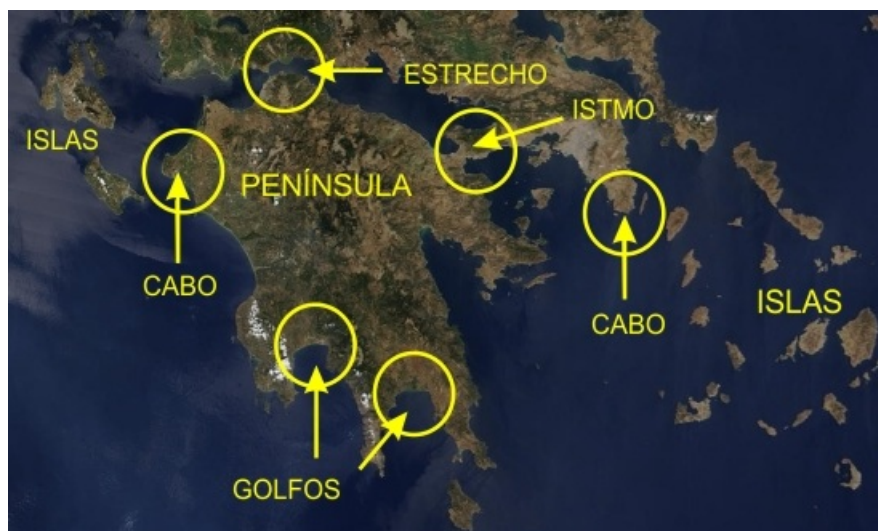 ESTRECHO
ISTMO
ISLAS
PENÍNSULA
CABO
CABO
ISLAS
GOLFOS